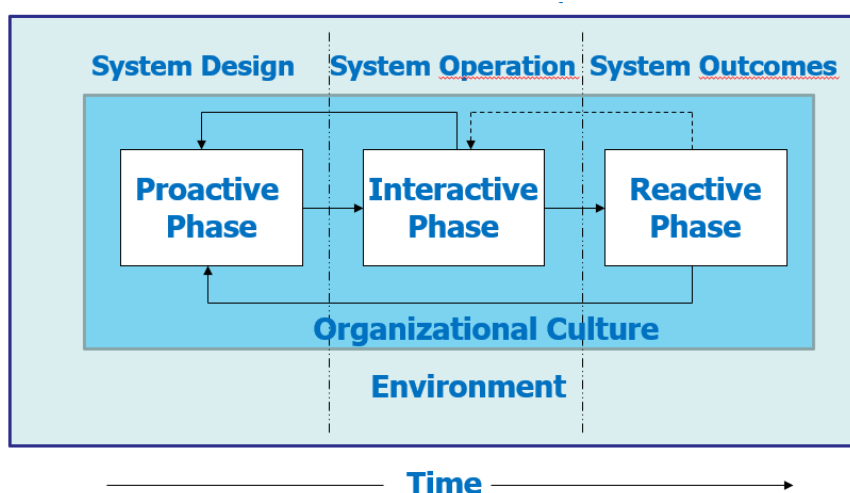 System Design
System Operation
System Outcomes
Proactive
Phase
Interactive
Phase
Reactive
Phase
Organizational Culture
Environment
Time